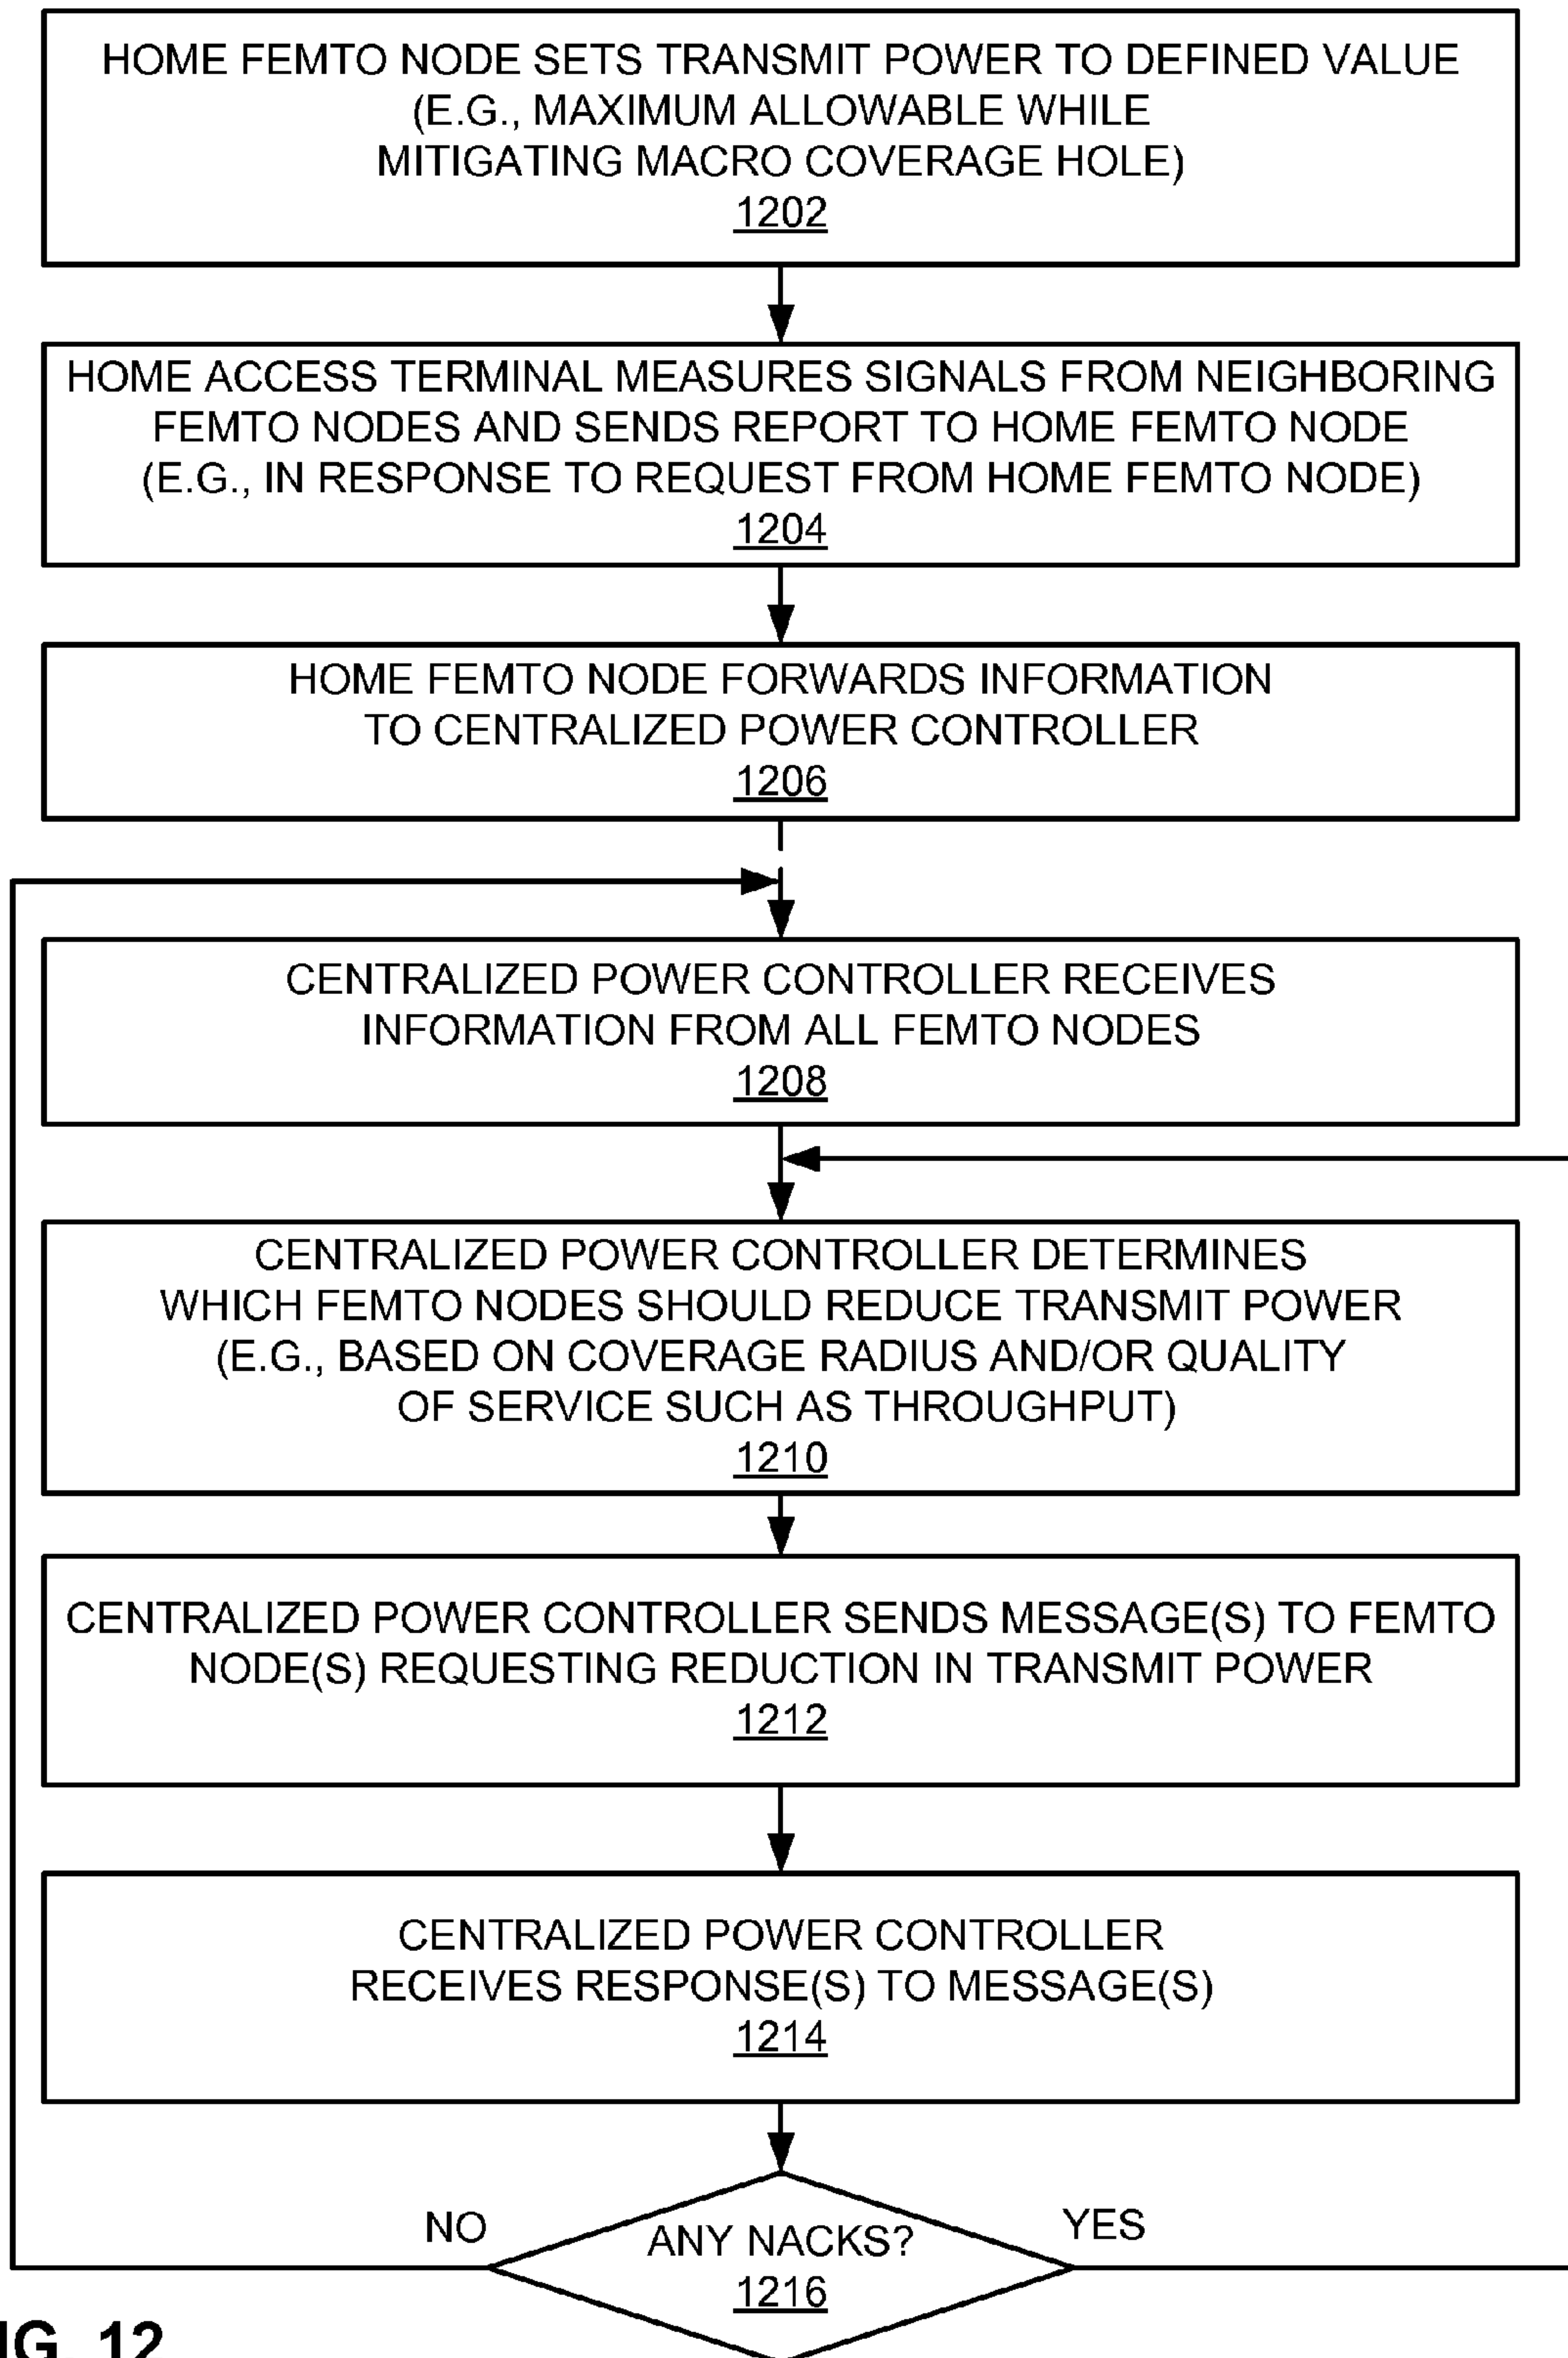 HOME FEMTO NODE SETS TRANSMIT POWER TO DEFINED VALUE
(E.G., MAXIMUM ALLOWABLE WHILE
MITIGATING MACRO COVERAGE HOLE)
1202
HOME ACCESS TERMINAL MEASURES SIGNALS FROM NEIGHBORING
FEMTO NODES AND SENDS REPORT TO HOME FEMTO NODE
(E.G., IN RESPONSE TO REQUEST FROM HOME FEMTO NODE)
1204
HOME FEMTO NODE FORWARDS INFORMATION
TO CENTRALIZED POWER CONTROLLER
1206
CENTRALIZED POWER CONTROLLER RECEIVES
INFORMATION FROM ALL FEMTO NODES
1208
CENTRALIZED POWER CONTROLLER DETERMINES
WHICH FEMTO NODES SHOULD REDUCE TRANSMIT POWER
(E.G., BASED ON COVERAGE RADIUS AND/OR QUALITY
OF SERVICE SUCH AS THROUGHPUT)
1210
CENTRALIZED POWER CONTROLLER SENDS MESSAGE(S) TO FEMTO
NODE(S) REQUESTING REDUCTION IN TRANSMIT POWER
1212
CENTRALIZED POWER CONTROLLER
RECEIVES RESPONSE(S) TO MESSAGE(S)
1214
NO
YES
ANY NACKS?
1216
IG. 12